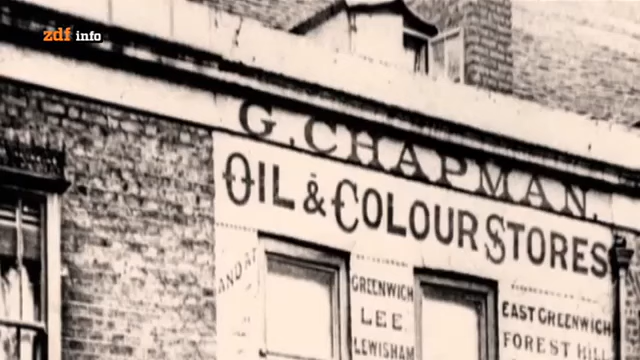 zdf info
G. CHAPMAN.
OIL & COLOUR STORES
GREENWICH
LEE
LEWISHAM
EAST GREENWICH
FOREST HILL